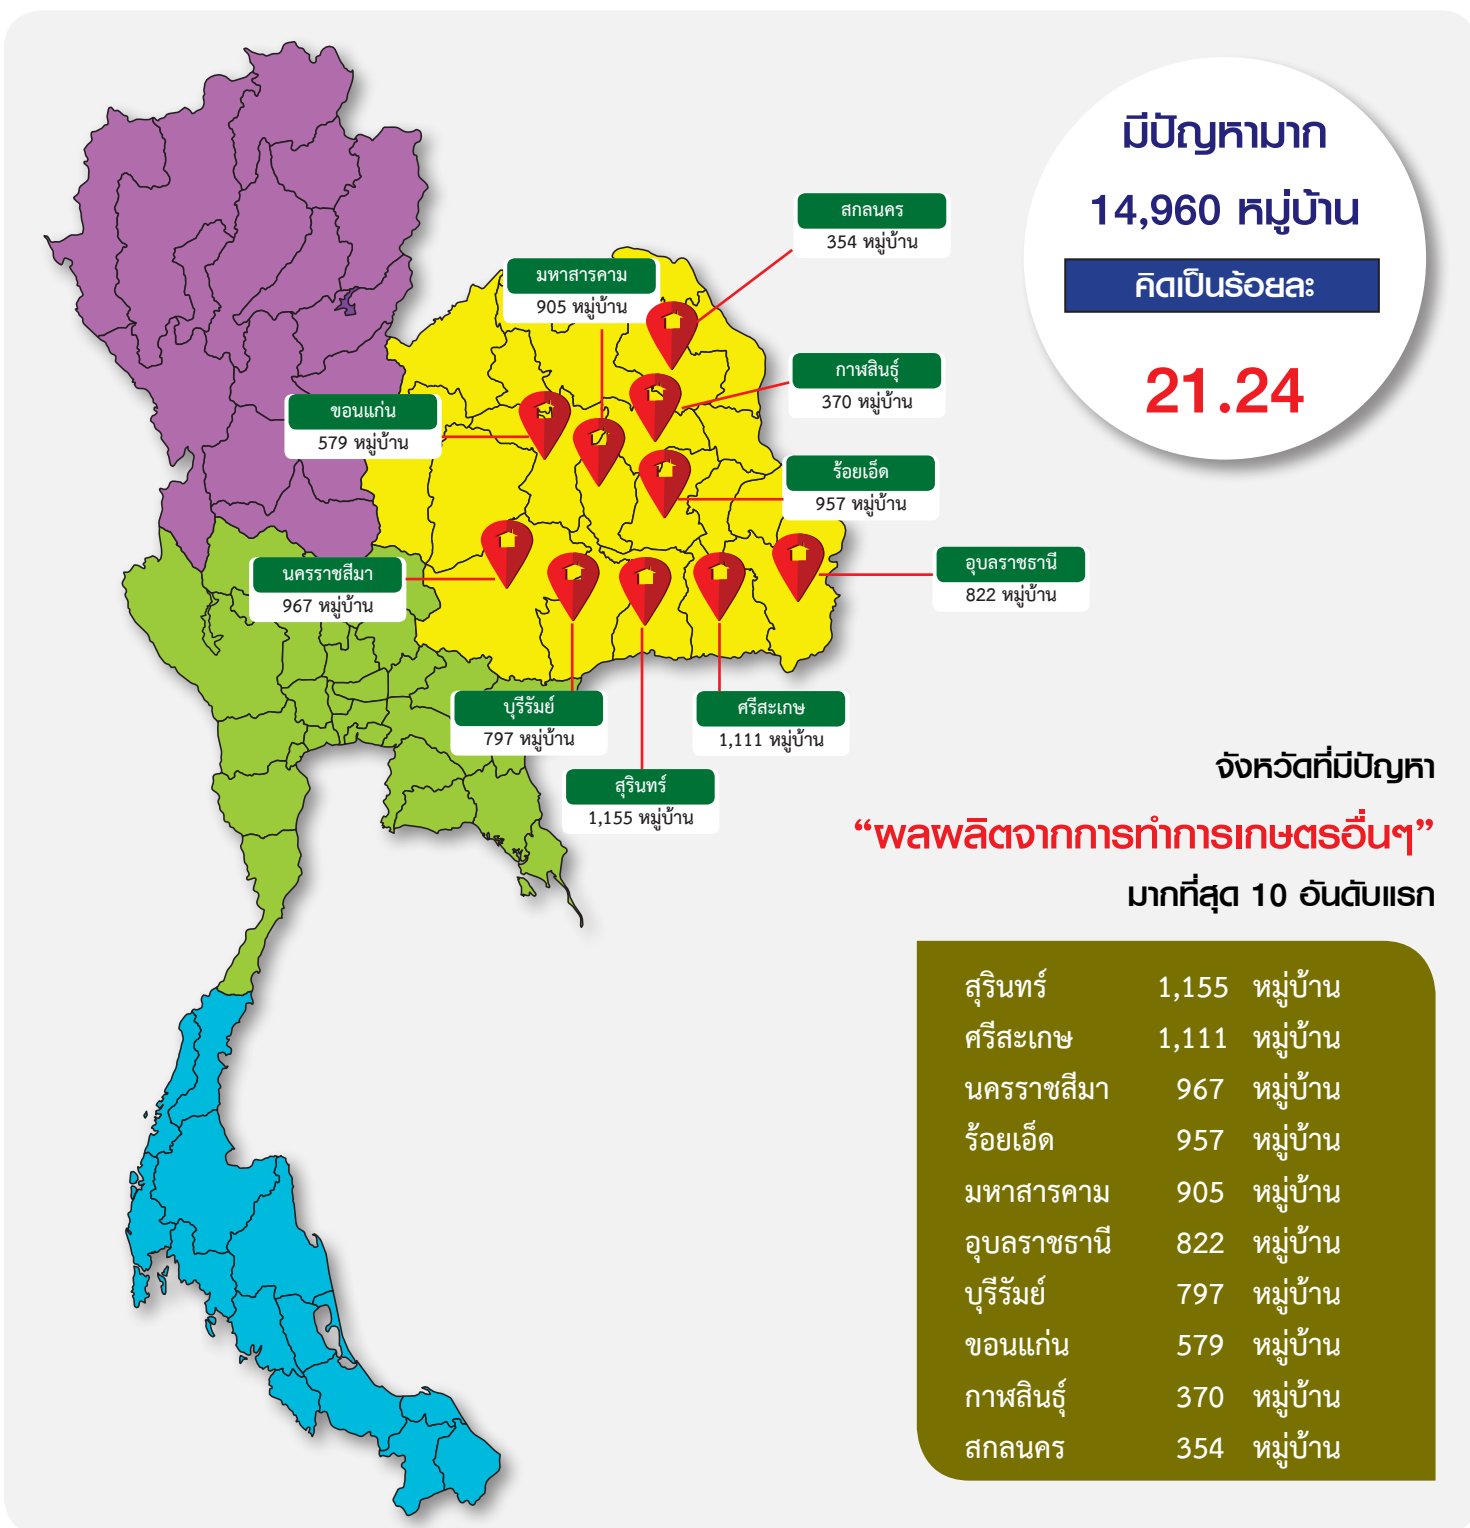 มีปัญหามาก
14,960 หมู่บ้าน
คิดเป็นร้อยละ
21.24
สกลนคร
354 หมู่บ้าน
มหาสารคาม
905 หมู่บ้าน
กาฬสินธุ์
370 หมู่บ้าน
ขอนแก่น
579 หมู่บ้าน
ร้อยเอ็ด
957 หมู่บ้าน
อุบลราชธานี
822 หมู่บ้าน
นครราชสีมา
967 หมู่บ้าน
บุรีรัมย์
797 หมู่บ้าน
ศรีสะเกษ
1,111 หมู่บ้าน
สุรินทร์
1,155 หมู่บ้าน
จังหวัดที่มีปัญหา
“ผลผลิตจากการทำการเกษตรอื่นๆ”
มากที่สุด 10 อันดับแรก
สุรินทร์ 1,155 หมู่บ้าน
ศรีสะเกษ 1,111 หมู่บ้าน
นครราชสีมา 967 หมู่บ้าน
ร้อยเอ็ด 957 หมู่บ้าน
มหาสารคาม 905 หมู่บ้าน
อุบลราชธานี 822 หมู่บ้าน
บุรีรัมย์ 797 หมู่บ้าน
ขอนแก่น 579 หมู่บ้าน
กาฬสินธุ์ 370 หมู่บ้าน
สกลนคร 354 หมู่บ้าน